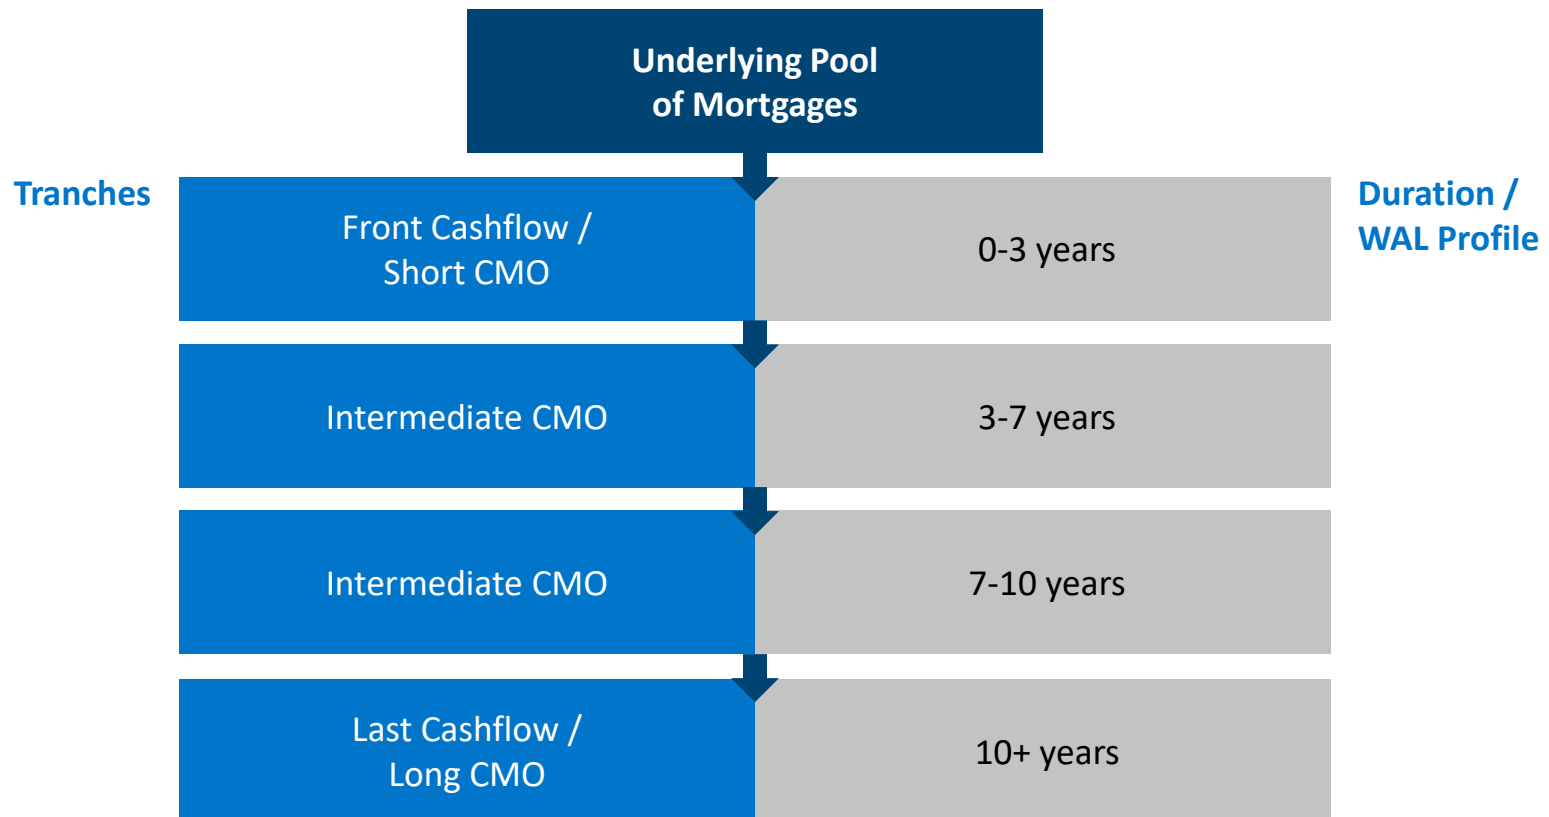 Underlying Pool
of Mortgages
Tranches
Duration /
WAL Profile
Front Cashflow /
Short CMO
0-3 years
Intermediate CMO
3-7 years
Intermediate CMO
7-10 years
Last Cashflow /
Long CMO
10+ years